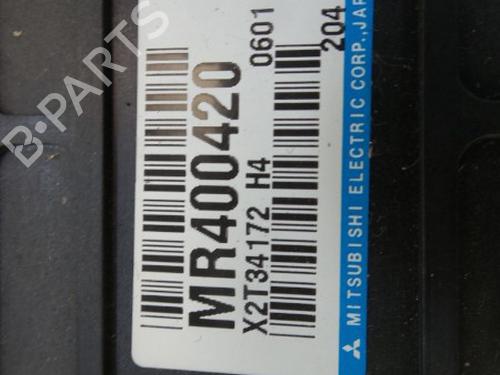 MR400420
0601
X2T34172 H4
204
MITSUBISHI ELECTRIC CORP., JAP
B-PARTS